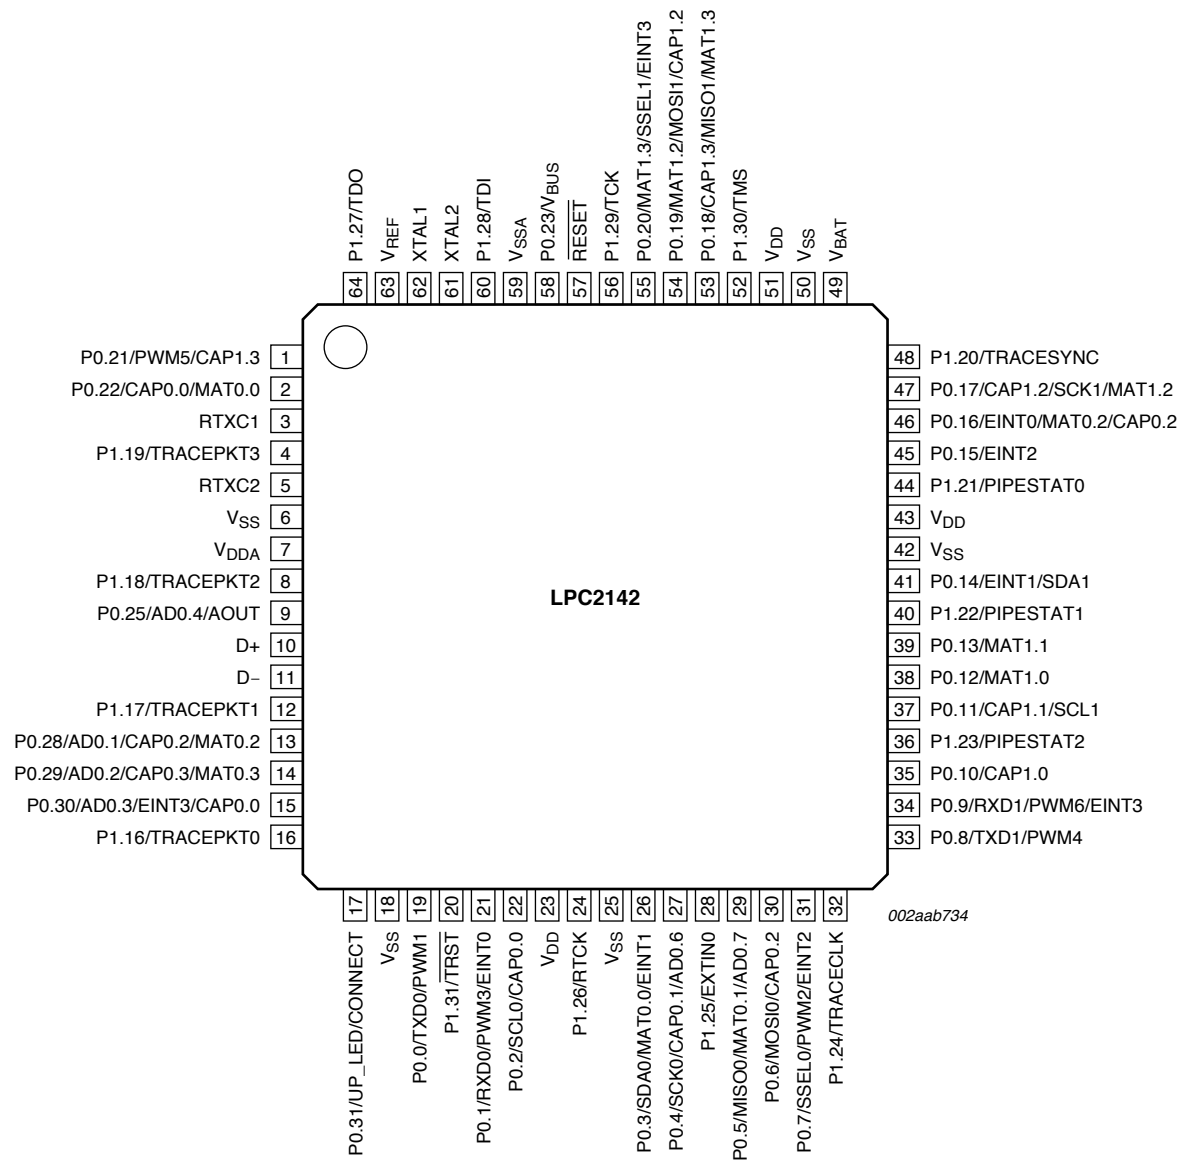 P1.27/TDO
VREF
XTAL1
XTAL2
P1.28/TDI
VSSA
P0.23/VBUS
RESET
P1.29/TCK
P0.20/MAT1.3/SSEL1/EINT3
P0.19/MAT1.2/MOSI1/CAP1.2
P0.18/CAP1.3/MISO1/MAT1.3
P1.30/TMS
VDD
VSS
VBAT
64
63
62
61
60
59
58
57
56
55
54
53
52
51
50
49
P0.21/PWM5/CAP1.3 1
P0.22/CAP0.0/MAT0.0 2
RTXC1 3
P1.19/TRACEPKT3 4
RTXC2 5
VSS 6
VDDA 7
P1.18/TRACEPKT2 8
P0.25/AD0.4/AOUT 9
D+ 10
D− 11
P1.17/TRACEPKT1 12
P0.28/AD0.1/CAP0.2/MAT0.2 13
P0.29/AD0.2/CAP0.3/MAT0.3 14
P0.30/AD0.3/EINT3/CAP0.0 15
P1.16/TRACEPKT0 16
LPC2142
48 P1.20/TRACESYNC
47 P0.17/CAP1.2/SCK1/MAT1.2
46 P0.16/EINT0/MAT0.2/CAP0.2
45 P0.15/EINT2
44 P1.21/PIPESTAT0
43 VDD
42 VSS
41 P0.14/EINT1/SDA1
40 P1.22/PIPESTAT1
39 P0.13/MAT1.1
38 P0.12/MAT1.0
37 P0.11/CAP1.1/SCL1
36 P1.23/PIPESTAT2
35 P0.10/CAP1.0
34 P0.9/RXD1/PWM6/EINT3
33 P0.8/TXD1/PWM4
17
18
19
20
21
22
23
24
25
26
27
28
29
30
31
32
002aab734
P0.31/UP_LED/CONNECT
VSS
P0.0/TXD0/PWM1
P1.31/TRST
P0.1/RXD0/PWM3/EINT0
P0.2/SCL0/CAP0.0
VDD
P1.26/RTCK
VSS
P0.3/SDA0/MAT0.0/EINT1
P0.4/SCK0/CAP0.1/AD0.6
P1.25/EXTIN0
P0.5/MISO0/MAT0.1/AD0.7
P0.6/MOSI0/CAP0.2
P0.7/SSEL0/PWM2/EINT2
P1.24/TRACECLK